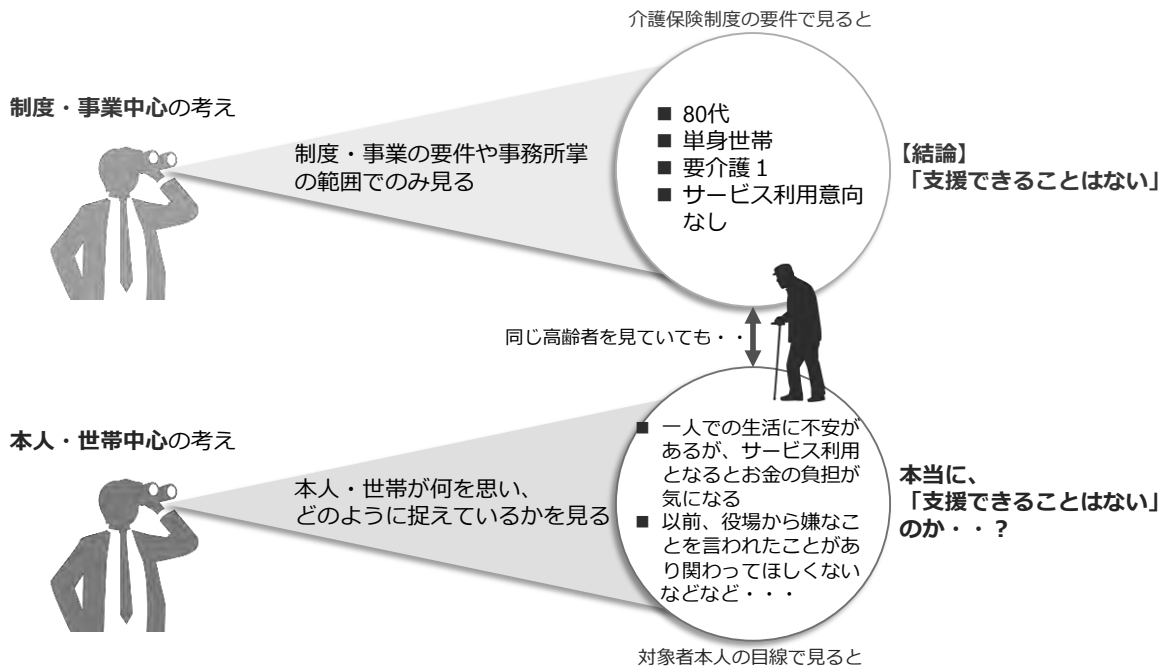 介護保険制度の要件で見ると
制度・事業中心の考え
制度・事業の要件や事務所掌
の範囲でのみ見る
■ 80代
■ 単身世帯
■ 要介護１
■ サービス利用意向
なし
【結論】
「支援できることはない」
同じ高齢者を見ていても・・
本人・世帯中心の考え
本人・世帯が何を思い、
どのように捉えているかを見る
■ 一人での生活に不安が
あるが、サービス利用
となるとお金の負担が
気になる
■ 以前、役場から嫌なこ
とを言われたことがあ
り関わってほしくない
などなど・・・
本当に、
「支援できることはない」
のか・・？
対象者本人の目線で見ると